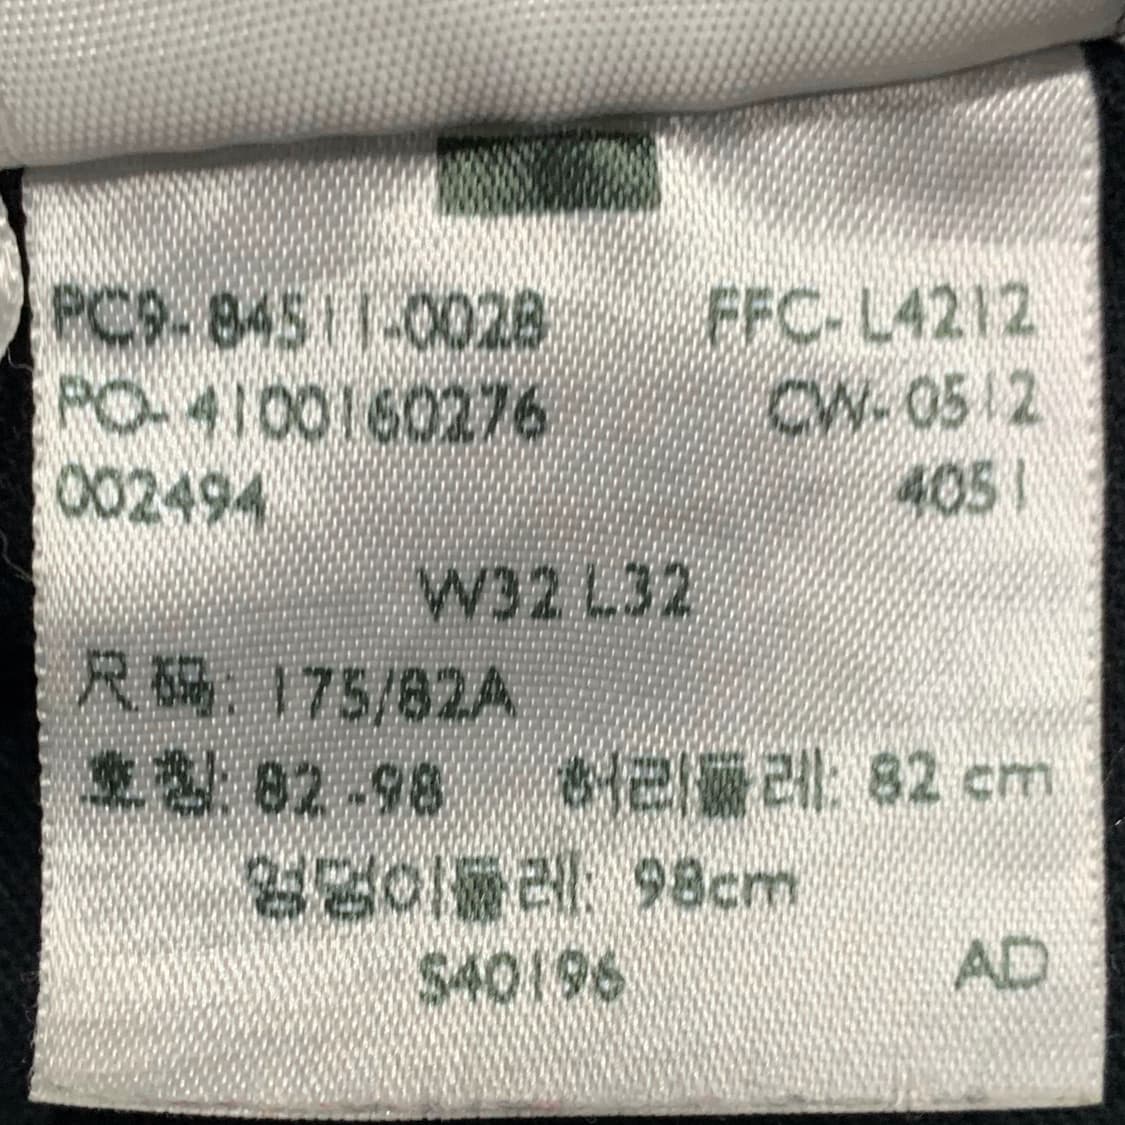 PC9-84511-0028 FFC-L4212
PO-4100160276 CW-0512
002494 4051
W32 L32
尺码: 175/82A
호칭: 82-98 허리둘레: 82 cm
엉덩이둘레: 98cm
S40196 AD